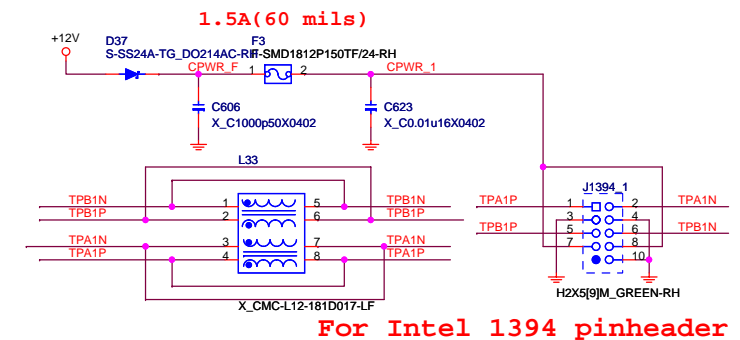 1.5A(60 mils)
+12V
D37
F3
S-SS24A-TG_DO214AC-RH
F-SMD1812P150TF/24-RH
CPWR_F
1
2
CPWR_1
C606
X_C1000p50X0402
C623
X_C0.01u16X0402
L33
TPB1N
1
5
TPB1N
TPB1P
2
6
TPB1P
TPA1N
3
7
TPA1N
TPA1P
4
8
TPA1P
X_CMC-L12-181D017-LF
J1394_1
TPA1P
1
2
TPA1N
3
4
TPB1P
5
6
TPB1N
7
8
10
H2X5[9]M_GREEN-RH
For Intel 1394 pinheader